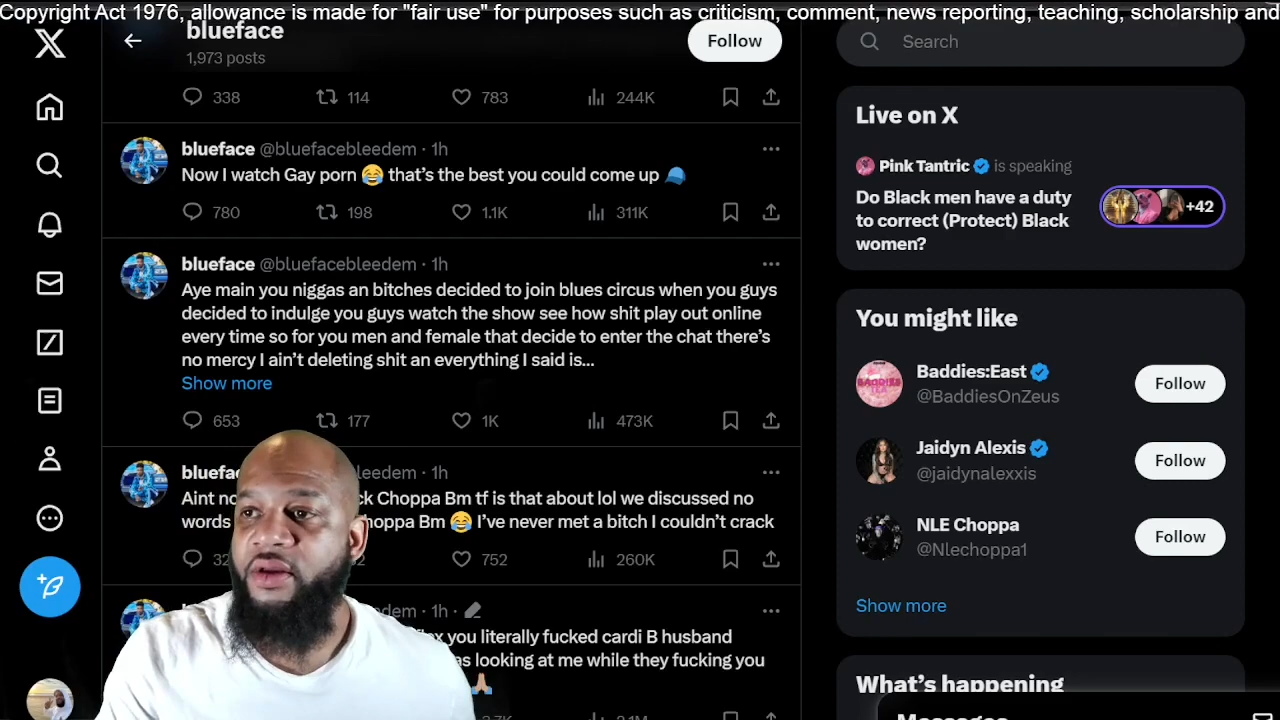 Copyright Act 1976, allowance is made for "fair use" for purposes such as criticism, comment, news reporting, teaching, scholarship and
blueface
1,973 posts
Follow
338 114 783 244K
blueface @bluefacebleedem · 1h
Now I watch Gay porn 😂 that's the best you could come up 🧢
780 198 1.1K 311K
blueface @bluefacebleedem · 1h
Aye main you niggas an bitches decided to join blues circus when you guys
decided to indulge you guys watch the show see how shit play out online
every time so for you men and female that decide to enter the chat there's
no mercy I ain't deleting shit an everything I said is...
Show more
653 177 1K 473K
· 1h
Choppa Bm tf is that about lol we discussed no
words Bm 😂 I've never met a bitch I couldn't crack
752 260K
· 1h ·
you literally fucked cardi B husband
looking at me while they fucking you
🙏🏼
Search
Live on X
Pink Tantric is speaking
Do Black men have a duty
to correct (Protect) Black
women?
+42
You might like
Baddies:East
@BaddiesOnZeus
Follow
Jaidyn Alexis
@jaidynalexxis
Follow
NLE Choppa
@Nlechoppa1
Follow
Show more
What's happening
Messages